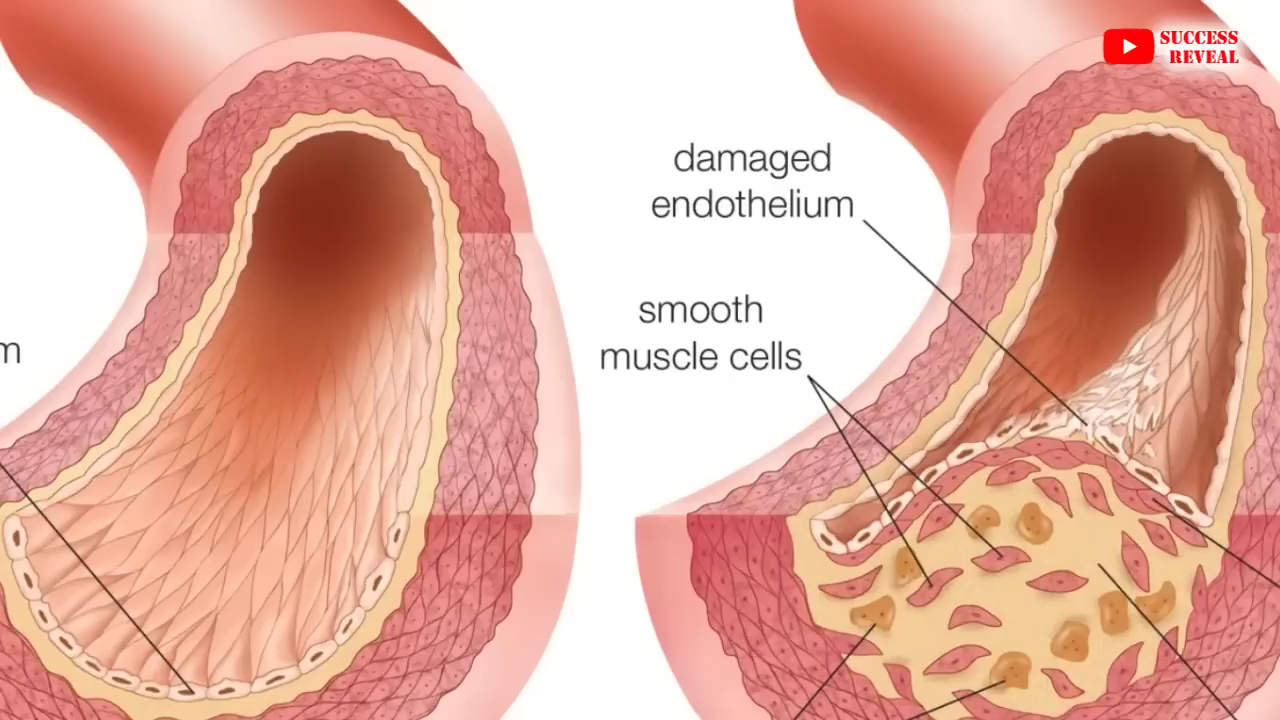 SUCCESS
REVEAL
damaged
endothelium
smooth
muscle cells
m